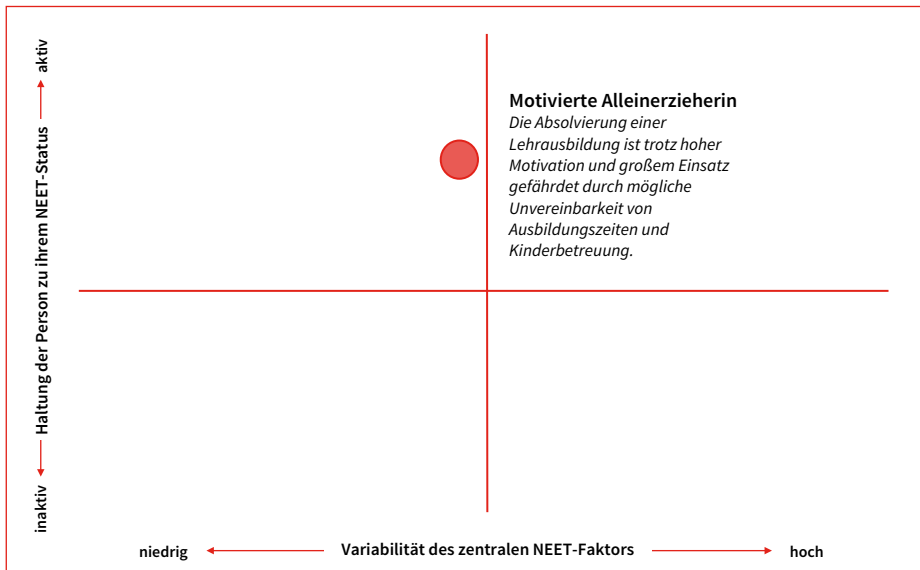 aktiv
Haltung der Person zu ihrem NEET-Status
inaktiv
Motivierte Alleinerzieherin
Die Absolvierung einer
Lehrausbildung ist trotz hoher
Motivation und großem Einsatz
gefährdet durch mögliche
Unvereinbarkeit von
Ausbildungszeiten und
Kinderbetreuung.
niedrig
Variabilität des zentralen NEET-Faktors
hoch